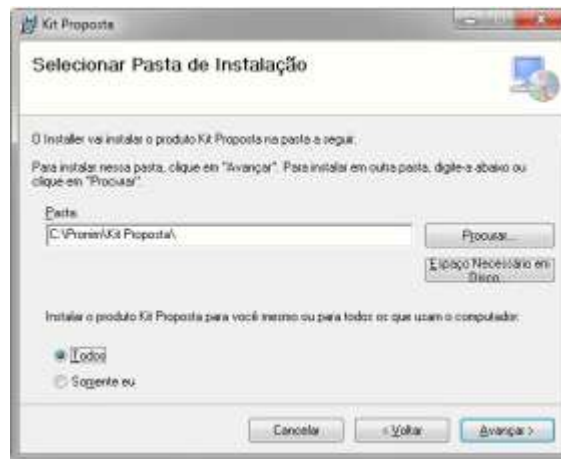 Kit Proposta
Selecionar Pasta de Instalação
O Installer vai instalar o produto Kit Proposta na pasta a seguir.
Para instalar nessa pasta, clique em "Avançar". Para instalar em outra pasta, digite-a abaixo ou
clique em "Procurar".
Pasta:
C:\Pronim\Kit Proposta\
Procurar...
Espaço Necessário em
Disco...
Instalar o produto Kit Proposta para você mesmo ou para todos os que usam o computador:
Todos
Somente eu
Cancelar
< Voltar
Avançar >